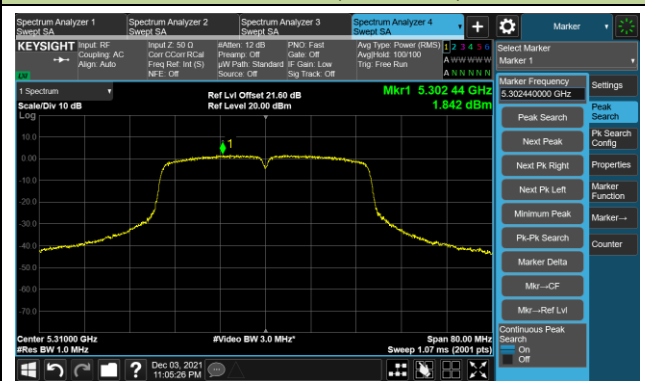 Spectrum Analyzer 1
Swept SA
Spectrum Analyzer 2
Swept SA
Spectrum Analyzer 3
Swept SA
Spectrum Analyzer 4
Swept SA
Marker
KEYSIGHT
Input: RF
Coupling: AC
Align: Auto
Input Z: 50 Ω
Corr CCorr RCal
Freq Ref: Int (S)
NFE: Off
#Atten: 12 dB
Preamp: Off
µW Path: Standard
Source: Off
PNO: Fast
Gate: Off
IF Gain: Low
Sig Track: Off
Avg Type: Power (RMS)
Avg|Hold: 100/100
Trig: Free Run
1 2 3 4 5 6
A W W W W W
A N N N N N
LXI
Select Marker
Marker 1
1 Spectrum
Scale/Div 10 dB
Log
Ref Lvl Offset 21.60 dB
Ref Level 20.00 dBm
Mkr1 5.302 44 GHz
1.842 dBm
1
10.0
0.00
-10.0
-20.0
-30.0
-40.0
-50.0
-60.0
-70.0
Center 5.31000 GHz
#Res BW 1.0 MHz
#Video BW 3.0 MHz*
Span 80.00 MHz
Sweep 1.07 ms (2001 pts)
Marker Frequency
5.302440000 GHz
Peak Search
Next Peak
Next Pk Right
Next Pk Left
Minimum Peak
Pk-Pk Search
Marker Delta
Mkr→CF
Mkr→Ref Lvl
Continuous Peak
Search
On
Off
Settings
Peak
Search
Pk Search
Config
Properties
Marker
Function
Marker→
Counter
?
Dec 03, 2021
11:05:26 PM